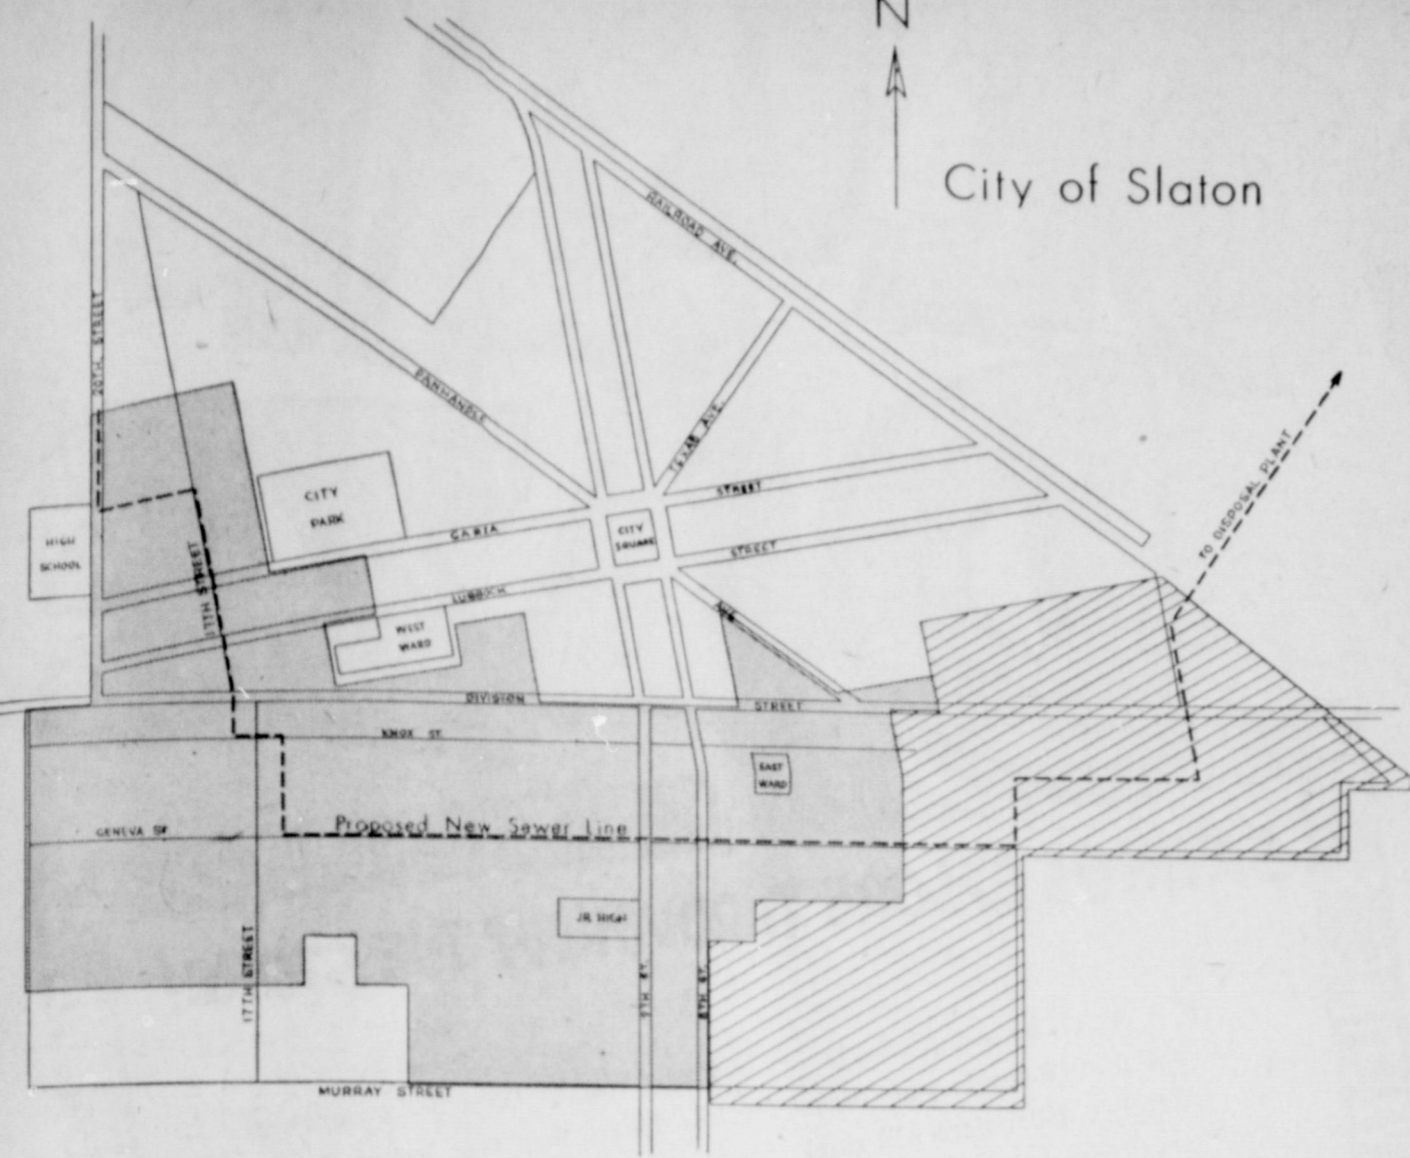 N
City of Slaton
RAILROAD AVE.
20TH. STREET
PANHANDLE
TEXAS AVE.
TO DISPOSAL PLANT
CITY
PARK
STREET
GARZA
CITY
SQUARE
HIGH
SCHOOL
STREET
17TH STREET
LUBBOCK
AVE
WEST
WARD
DIVISION
STREET
KNOX ST.
EAST
WARD
Proposed New Sewer Line
GENEVA ST.
JR. HIGH
17TH STREET
9TH ST.
8TH ST.
MURRAY STREET